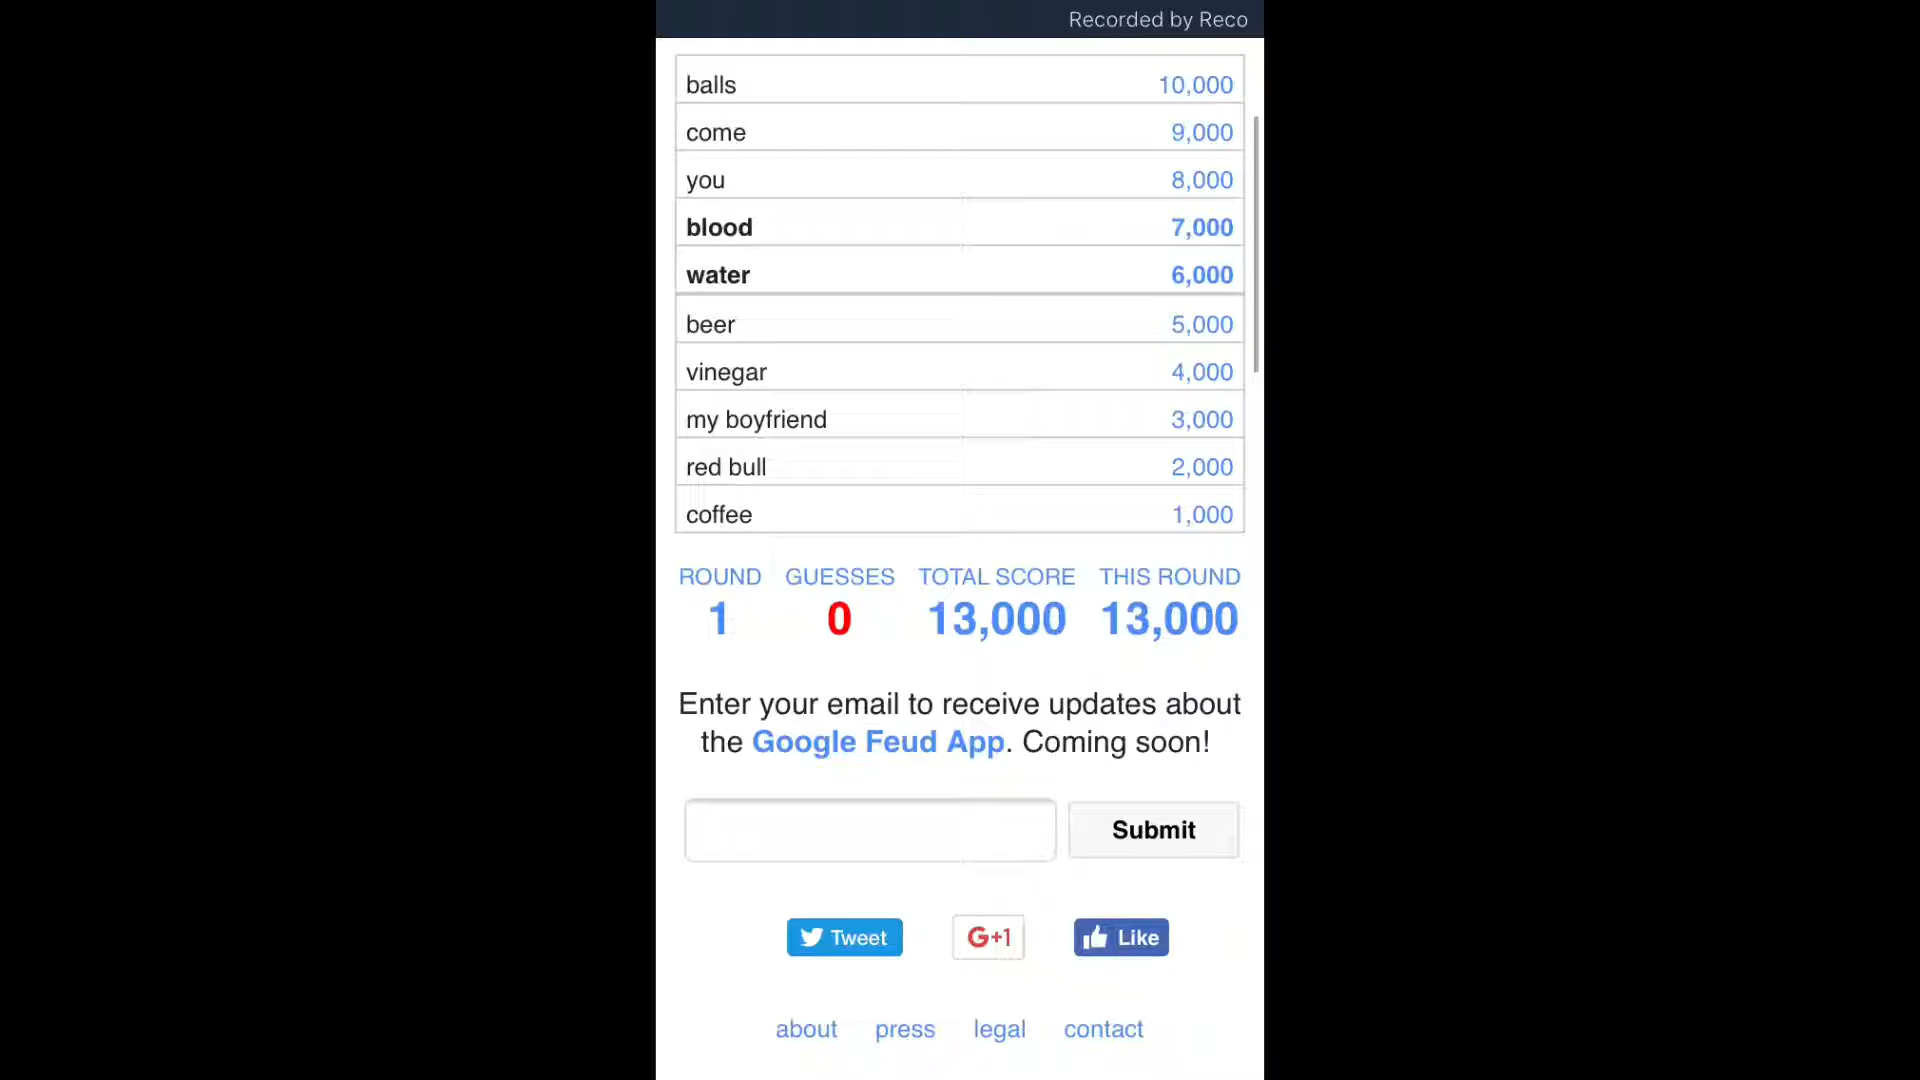 Recorded by Reco
balls 10,000
come 9,000
you 8,000
blood 7,000
water 6,000
beer 5,000
vinegar 4,000
my boyfriend 3,000
red bull 2,000
coffee 1,000
ROUND GUESSES TOTAL SCORE THIS ROUND
1 0 13,000 13,000
Enter your email to receive updates about
the Google Feud App. Coming soon!
Submit
Tweet G+1 Like
about press legal contact